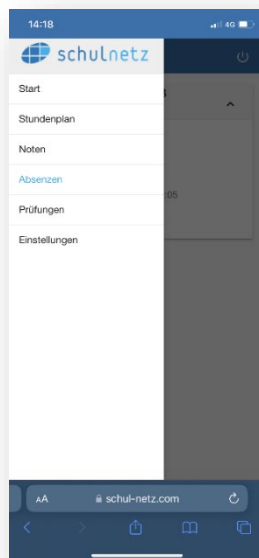 14:18
4G
schulnetz
Start
Stundenplan
Noten
Absenzen
:05
Prüfungen
Einstellungen
AA
schul-netz.com